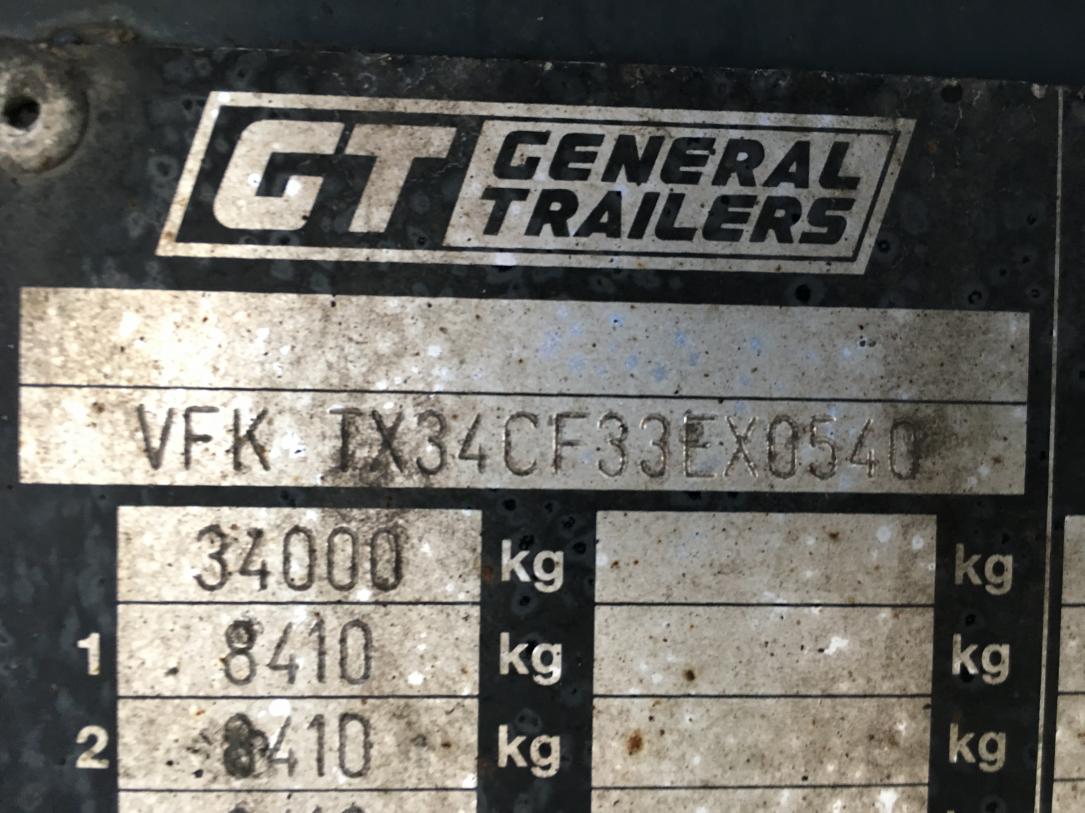 GT GENERAL TRAILERS
VFK TX34CF33EX0540
34000 kg kg
1 8410 kg kg
2 8410 kg kg